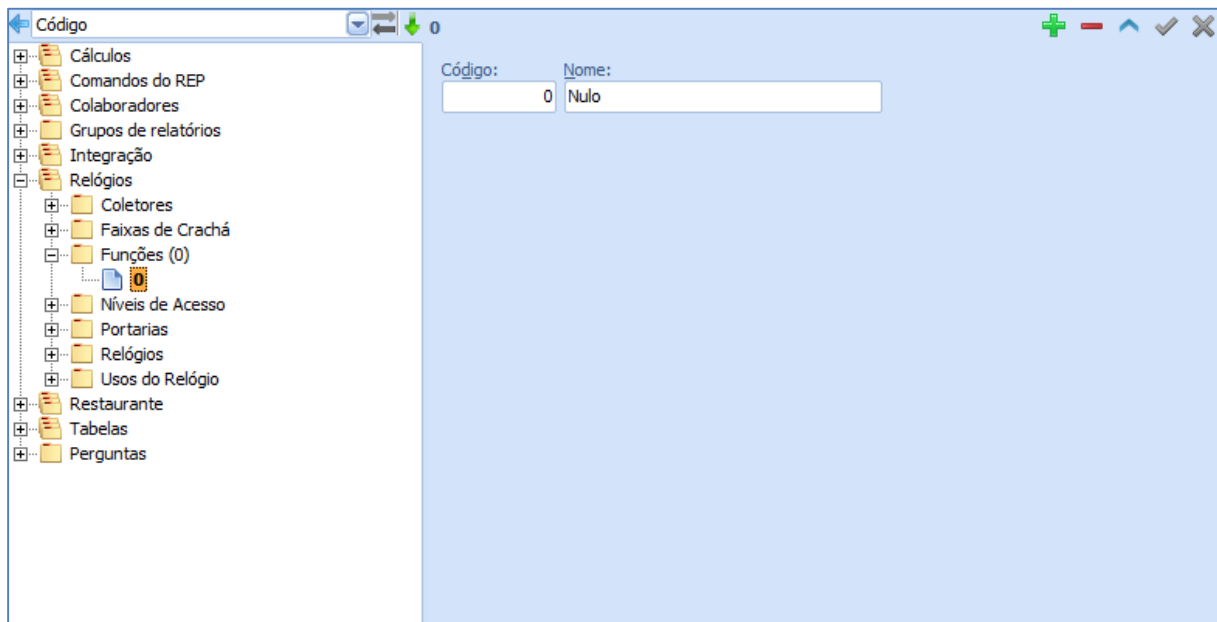 Código
0
Cálculos
Comandos do REP
Colaboradores
Grupos de relatórios
Integração
Relógios
Coletores
Faixas de Crachá
Funções (0)
0
Níveis de Acesso
Portarias
Relógios
Usos do Relógio
Restaurante
Tabelas
Perguntas
Código: Nome:
0 Nulo